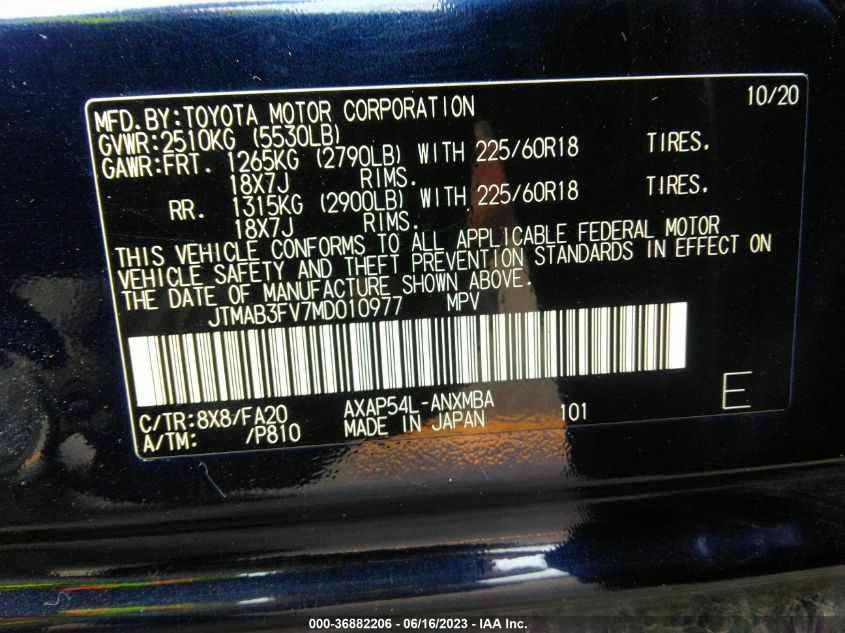 MFD.BY:TOYOTA MOTOR CORPORATION 10/20
GVWR:2510KG (5530LB)
GAWR:FRT. 1265KG (2790LB) WITH 225/60R18 TIRES.
18X7J RIMS.
RR. 1315KG (2900LB) WITH 225/60R18 TIRES.
18X7J RIMS.
THIS VEHICLE CONFORMS TO ALL APPLICABLE FEDERAL MOTOR
VEHICLE SAFETY AND THEFT PREVENTION STANDARDS IN EFFECT ON
THE DATE OF MANUFACTURE SHOWN ABOVE.
JTMAB3FV7MD010977 MPV
C/TR:8X8/FA20 AXAP54L-ANXMBA E
A/TM: /P810 MADE IN JAPAN 101
000-36882206 - 06/16/2023 - IAA Inc.